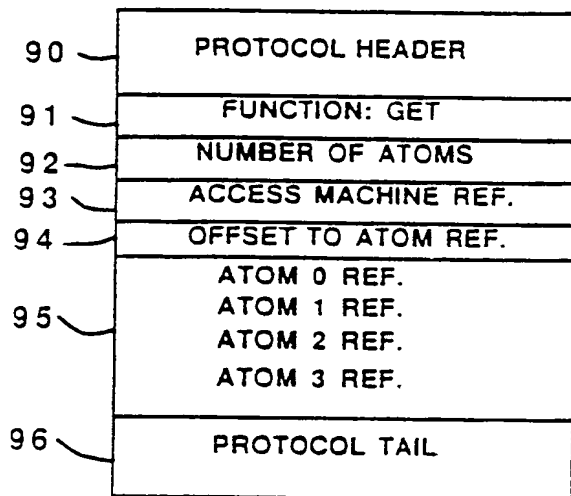 90 PROTOCOL HEADER
91 FUNCTION: GET
92 NUMBER OF ATOMS
93 ACCESS MACHINE REF.
94 OFFSET TO ATOM REF.
ATOM 0 REF.
ATOM 1 REF.
95
ATOM 2 REF.
ATOM 3 REF.
96 PROTOCOL TAIL